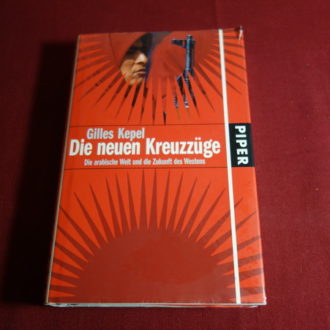 Gilles Kepel
Die neuen Kreuzzüge
Die arabische Welt und die Zukunft des Westens
PIPER